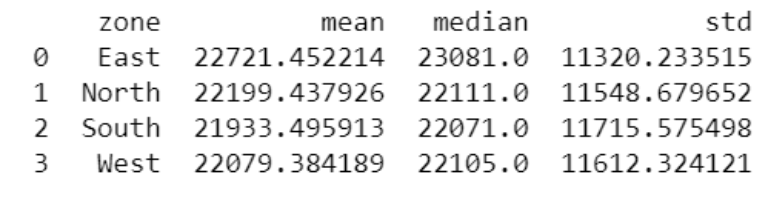 zone mean median std
0 East 22721.452214 23081.0 11320.233515
1 North 22199.437926 22111.0 11548.679652
2 South 21933.495913 22071.0 11715.575498
3 West 22079.384189 22105.0 11612.324121